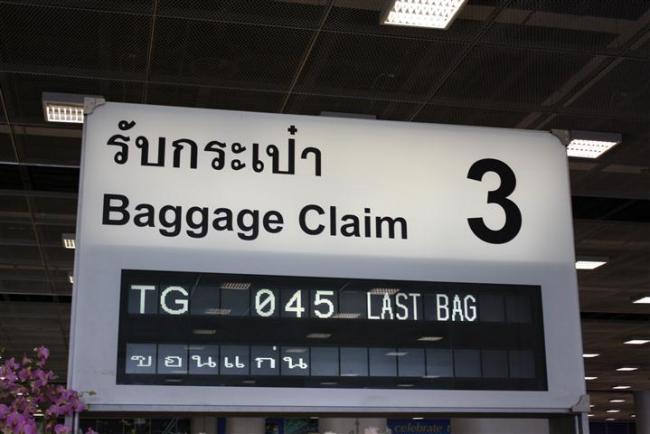 รับกระเป๋า
Baggage Claim 3
TG 045 LAST BAG
ขอนแก่น
celebrate